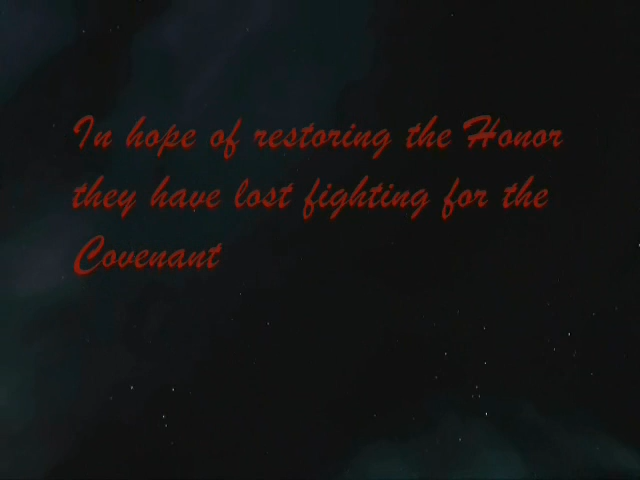 In hope of restoring the Honor
they have lost fighting for the
Covenant